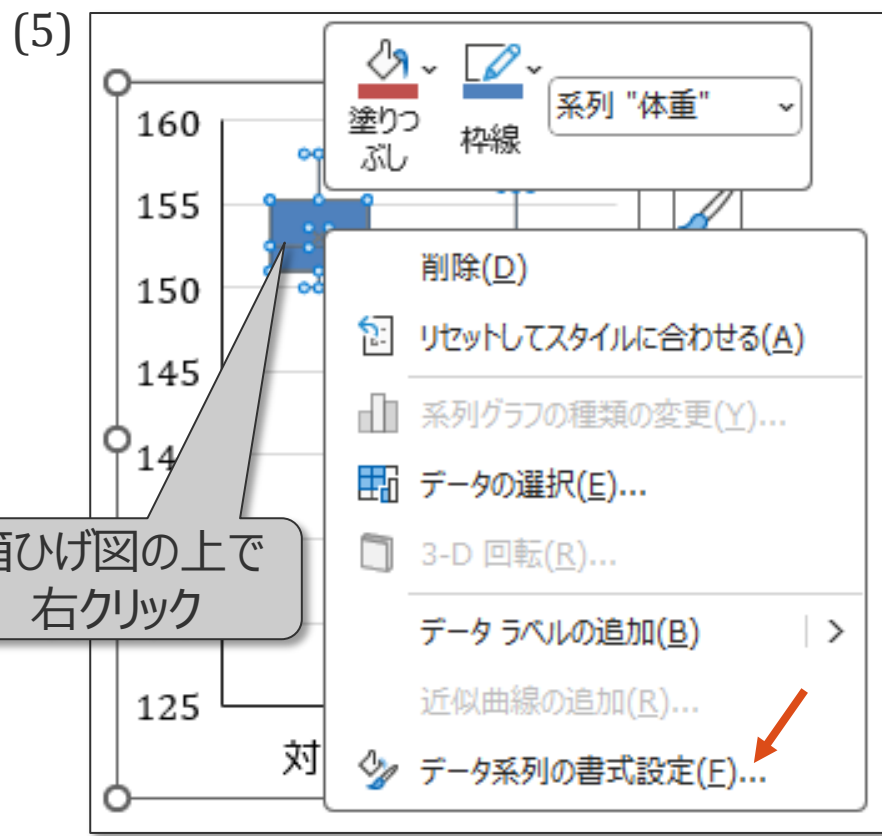 (5)
塗りつ
ぶし
枠線
系列 "体重"
160
155
150
145
14
125
対
削除(D)
リセットしてスタイルに合わせる(A)
系列グラフの種類の変更(Y)...
データの選択(E)...
3-D 回転(R)...
データ ラベルの追加(B)
近似曲線の追加(R)...
データ系列の書式設定(F)...
箱ひげ図の上で
右クリック